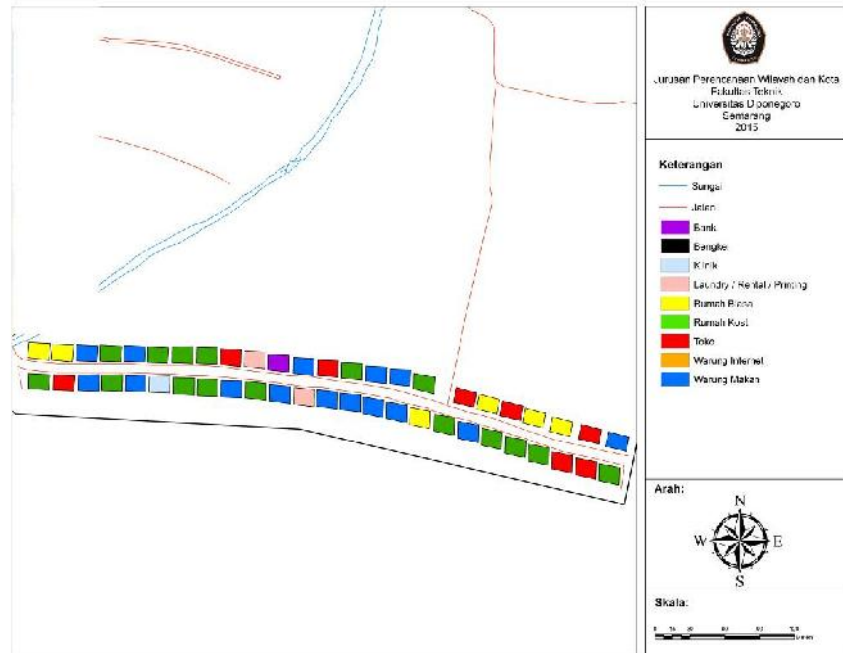 Jurusan Perencanaan Wilayah dan Kota
Fakultas Teknik
Universitas Diponegoro
Semarang
2015
Keterangan
Sungai
Jalan
Bank
Bengkel
Klinik
Laundry / Rental / Printing
Rumah Biasa
Rumah Kost
Toko
Warung Internet
Warung Makan
Arah:
N
W
E
S
Skala: